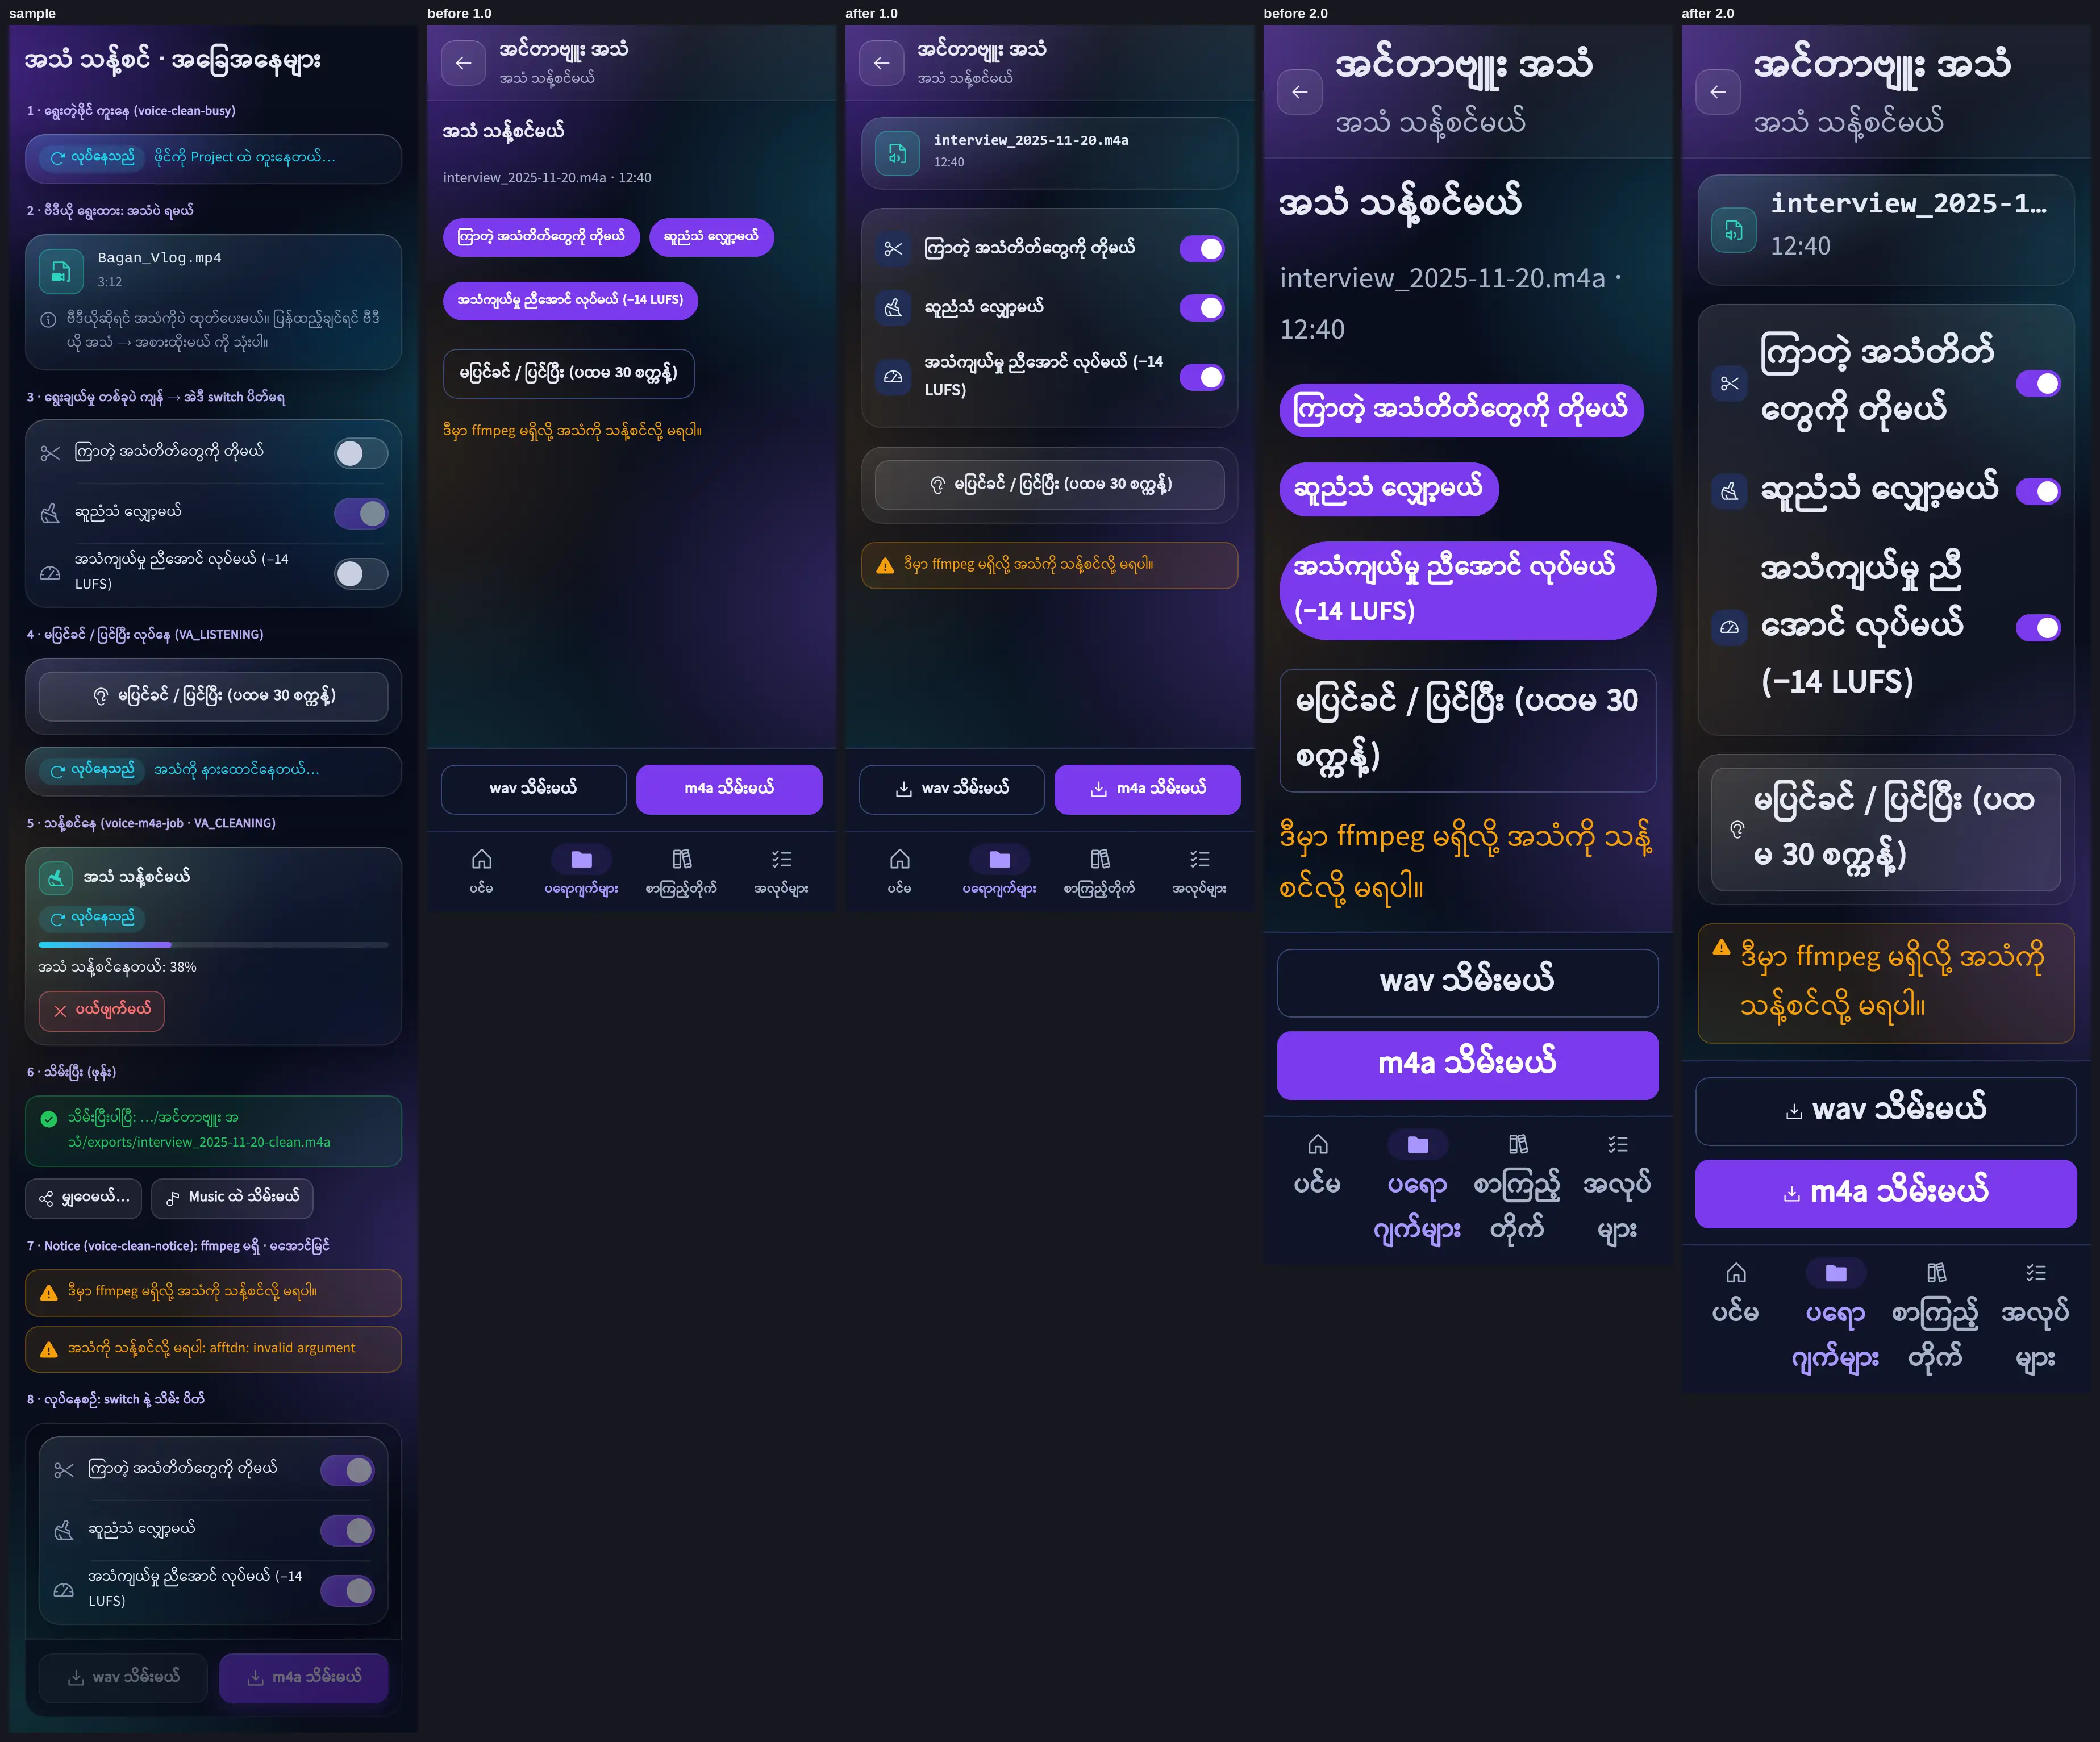 sample
အသံ သန့်စင် · အခြေအနေများ
1 · ရွေးတဲ့ဖိုင် ကူးနေ (voice-clean-busy)
လုပ်နေသည် ဖိုင်ကို Project ထဲ ကူးနေတယ်…
2 · ဗီဒီယို ရွေးထား: အသံပဲ ရမယ်
Bagan_Vlog.mp4
3:12
ဗီဒီယိုဆိုရင် အသံကိုပဲ ထုတ်ပေးမယ်။ ပြန်ထည့်ချင်ရင် ဗီဒီ
ယို အသံ → အစားထိုးမယ် ကို သုံးပါ။
3 · ရွေးချယ်မှု တစ်ခုပဲ ကျန် → အဲဒီ switch ပိတ်မရ
ကြာတဲ့ အသံတိတ်တွေကို တိုမယ်
ဆူညံသံ လျှော့မယ်
အသံကျယ်မှု ညီအောင် လုပ်မယ် (−14
LUFS)
4 · မပြင်ခင် / ပြင်ပြီး လုပ်နေ (VA_LISTENING)
မပြင်ခင် / ပြင်ပြီး (ပထမ 30 စက္ကန့်)
လုပ်နေသည် အသံကို နားထောင်နေတယ်…
5 · သန့်စင်နေ (voice-m4a-job · VA_CLEANING)
အသံ သန့်စင်မယ်
လုပ်နေသည်
အသံ သန့်စင်နေတယ်: 38%
ပယ်ဖျက်မယ်
6 · သိမ်းပြီး (ဖုန်း)
သိမ်းပြီးပါပြီ: …/အင်တာဗျူး အ
သံ/exports/interview_2025-11-20-clean.m4a
မျှဝေမယ်… Music ထဲ သိမ်းမယ်
7 · Notice (voice-clean-notice): ffmpeg မရှိ · မအောင်မြင်
ဒီမှာ ffmpeg မရှိလို့ အသံကို သန့်စင်လို့ မရပါ။
အသံကို သန့်စင်လို့ မရပါ: afftdn: invalid argument
8 · လုပ်နေစဉ်: switch နဲ့ သိမ်း ပိတ်
ကြာတဲ့ အသံတိတ်တွေကို တိုမယ်
ဆူညံသံ လျှော့မယ်
အသံကျယ်မှု ညီအောင် လုပ်မယ် (−14
LUFS)
wav သိမ်းမယ် m4a သိမ်းမယ်
before 1.0
အင်တာဗျူး အသံ
အသံ သန့်စင်မယ်
အသံ သန့်စင်မယ်
interview_2025-11-20.m4a · 12:40
ကြာတဲ့ အသံတိတ်တွေကို တိုမယ် ဆူညံသံ လျှော့မယ်
အသံကျယ်မှု ညီအောင် လုပ်မယ် (−14 LUFS)
မပြင်ခင် / ပြင်ပြီး (ပထမ 30 စက္ကန့်)
ဒီမှာ ffmpeg မရှိလို့ အသံကို သန့်စင်လို့ မရပါ။
wav သိမ်းမယ် m4a သိမ်းမယ်
ပင်မ ပရောဂျက်များ စာကြည့်တိုက် အလုပ်များ
after 1.0
အင်တာဗျူး အသံ
အသံ သန့်စင်မယ်
interview_2025-11-20.m4a
12:40
ကြာတဲ့ အသံတိတ်တွေကို တိုမယ်
ဆူညံသံ လျှော့မယ်
အသံကျယ်မှု ညီအောင် လုပ်မယ် (−14
LUFS)
မပြင်ခင် / ပြင်ပြီး (ပထမ 30 စက္ကန့်)
ဒီမှာ ffmpeg မရှိလို့ အသံကို သန့်စင်လို့ မရပါ။
wav သိမ်းမယ် m4a သိမ်းမယ်
ပင်မ ပရောဂျက်များ စာကြည့်တိုက် အလုပ်များ
before 2.0
အင်တာဗျူး အသံ
အသံ သန့်စင်မယ်
အသံ သန့်စင်မယ်
interview_2025-11-20.m4a ·
12:40
ကြာတဲ့ အသံတိတ်တွေကို တိုမယ်
ဆူညံသံ လျှော့မယ်
အသံကျယ်မှု ညီအောင် လုပ်မယ်
(−14 LUFS)
မပြင်ခင် / ပြင်ပြီး (ပထမ 30
စက္ကန့်)
ဒီမှာ ffmpeg မရှိလို့ အသံကို သန့်
စင်လို့ မရပါ။
wav သိမ်းမယ်
m4a သိမ်းမယ်
ပင်မ ပရော စာကြည့် အလုပ်
ဂျက်များ တိုက် များ
after 2.0
အင်တာဗျူး အသံ
အသံ သန့်စင်မယ်
interview_2025-1…
12:40
ကြာတဲ့ အသံတိတ်
တွေကို တိုမယ်
ဆူညံသံ လျှော့မယ်
အသံကျယ်မှု ညီ
အောင် လုပ်မယ်
(−14 LUFS)
မပြင်ခင် / ပြင်ပြီး (ပထ
မ 30 စက္ကန့်)
ဒီမှာ ffmpeg မရှိလို့ အသံကို
သန့်စင်လို့ မရပါ။
wav သိမ်းမယ်
m4a သိမ်းမယ်
ပင်မ ပရော စာကြည့် အလုပ်
ဂျက်များ တိုက် များ